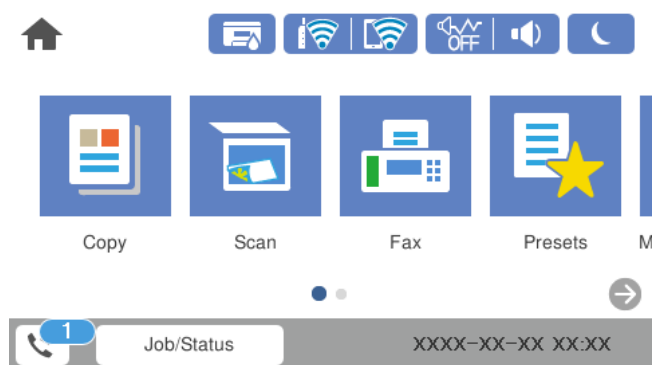 OFF
Copy
Scan
Fax
Presets
M
1
Job/Status
XXXX-XX-XX XX:XX